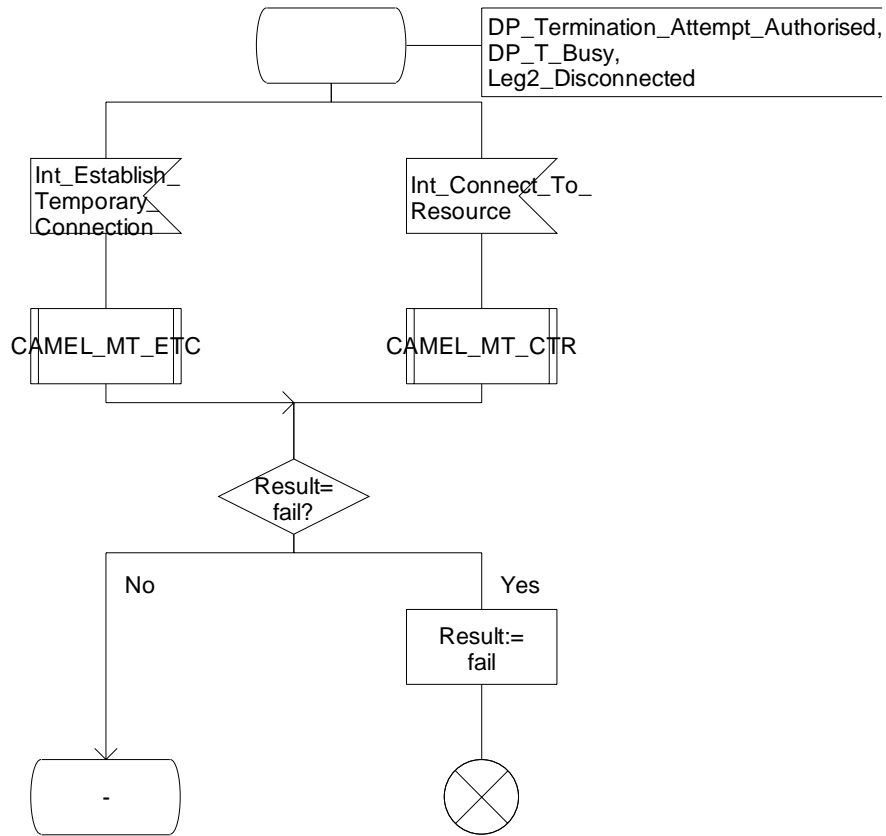 DP_Termination_Attempt_Authorised,
DP_T_Busy,
Leg2_Disconnected
Int_Establish_
Temporary_
Connection
Int_Connect_To_
Resource
CAMEL_MT_ETC
CAMEL_MT_CTR
Result=
fail?
No
Yes
Result:=
fail
-